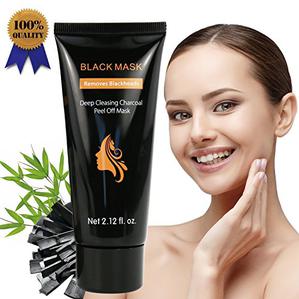 100%
QUALITY
BLACK MASK
Removes Blackheads
Deep Cleasing Charcoal
Peel Off Mask
Net 2.12 fl. oz.